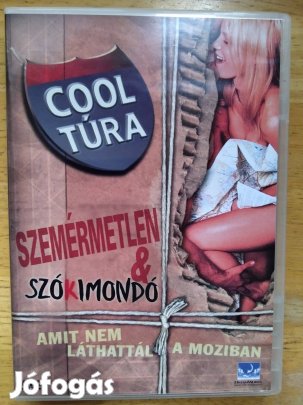 COOL
TÚRA
SZEMÉRMETLEN
&
SZÓKIMONDÓ
AMIT NEM
LÁTHATTÁL A MOZIBAN
Jófogás